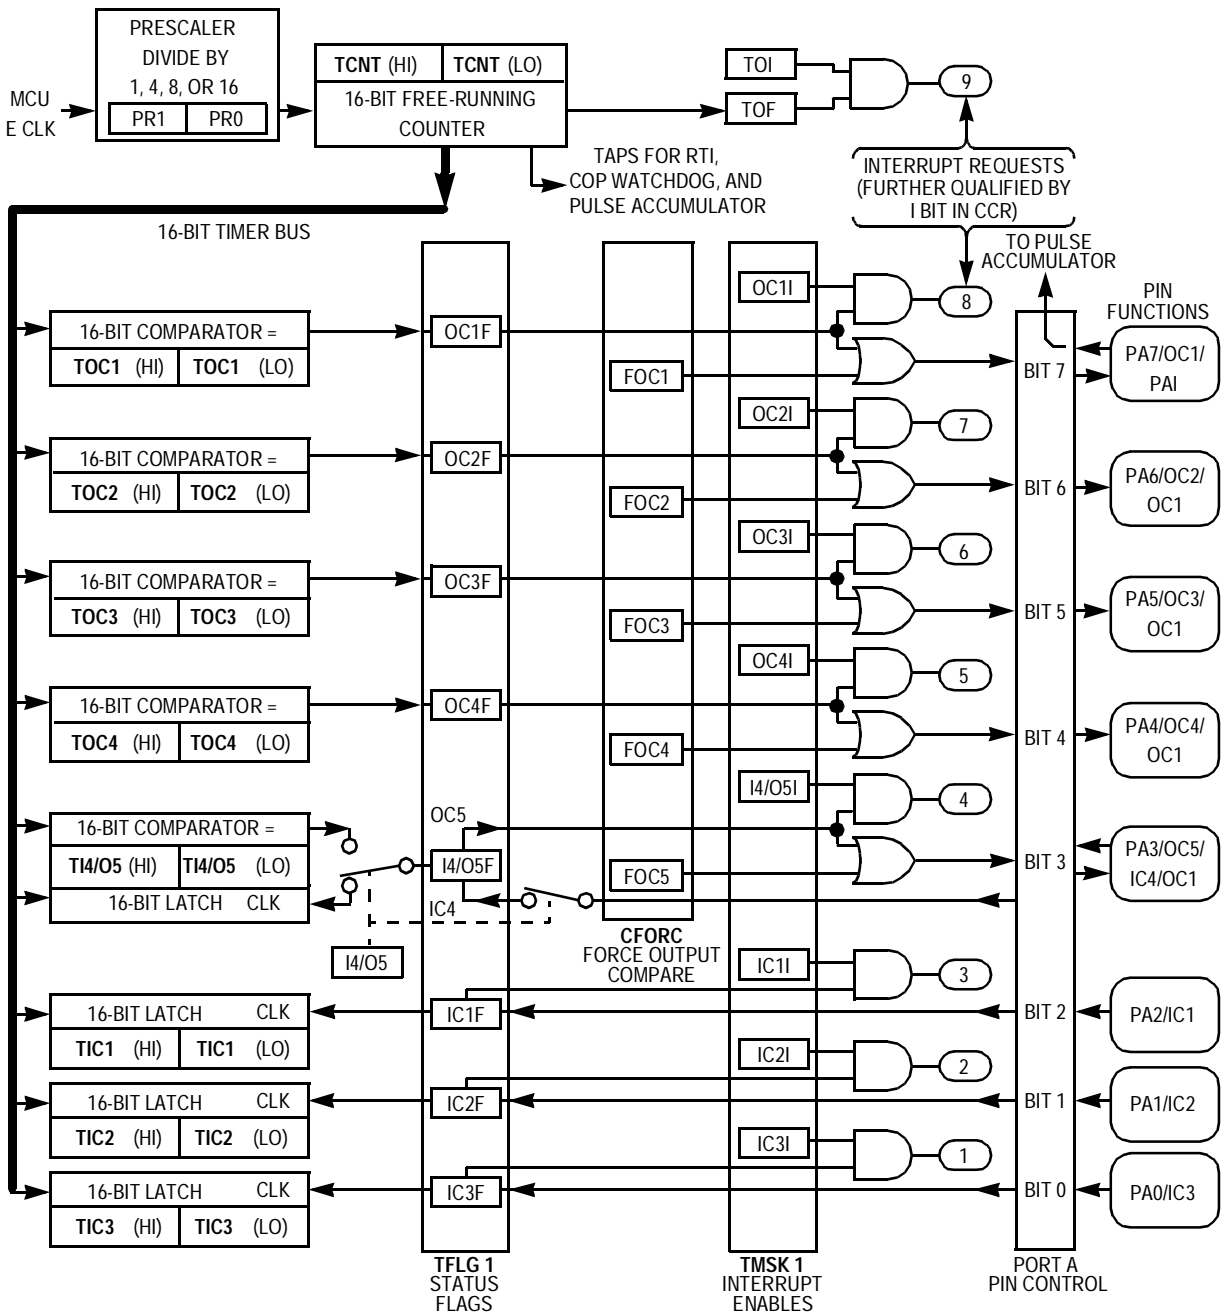 PRESCALER
DIVIDE BY
1, 4, 8, OR 16
PR1 PR0
MCU
E CLK
TCNT (HI) TCNT (LO)
16-BIT FREE-RUNNING
COUNTER
TOI
TOF
9
TAPS FOR RTI,
COP WATCHDOG, AND
PULSE ACCUMULATOR
INTERRUPT REQUESTS
(FURTHER QUALIFIED BY
I BIT IN CCR)
16-BIT TIMER BUS
TO PULSE
ACCUMULATOR
PIN
FUNCTIONS
OC1I
8
16-BIT COMPARATOR =
TOC1 (HI) TOC1 (LO)
OC1F
FOC1
BIT 7
PA7/OC1/
PAI
OC2I
7
16-BIT COMPARATOR =
TOC2 (HI) TOC2 (LO)
OC2F
FOC2
BIT 6
PA6/OC2/
OC1
OC3I
6
16-BIT COMPARATOR =
TOC3 (HI) TOC3 (LO)
OC3F
FOC3
BIT 5
PA5/OC3/
OC1
OC4I
5
16-BIT COMPARATOR =
TOC4 (HI) TOC4 (LO)
OC4F
FOC4
BIT 4
PA4/OC4/
OC1
I4/O5I
4
16-BIT COMPARATOR =
TI4/O5 (HI) TI4/O5 (LO)
16-BIT LATCH CLK
OC5
I4/O5F
IC4
FOC5
BIT 3
PA3/OC5/
IC4/OC1
I4/O5
CFORC
FORCE OUTPUT
COMPARE
IC1I
3
16-BIT LATCH CLK
TIC1 (HI) TIC1 (LO)
IC1F
BIT 2
PA2/IC1
IC2I
2
16-BIT LATCH CLK
TIC2 (HI) TIC2 (LO)
IC2F
BIT 1
PA1/IC2
IC3I
1
16-BIT LATCH CLK
TIC3 (HI) TIC3 (LO)
IC3F
BIT 0
PA0/IC3
TFLG 1
STATUS
FLAGS
TMSK 1
INTERRUPT
ENABLES
PORT A
PIN CONTROL